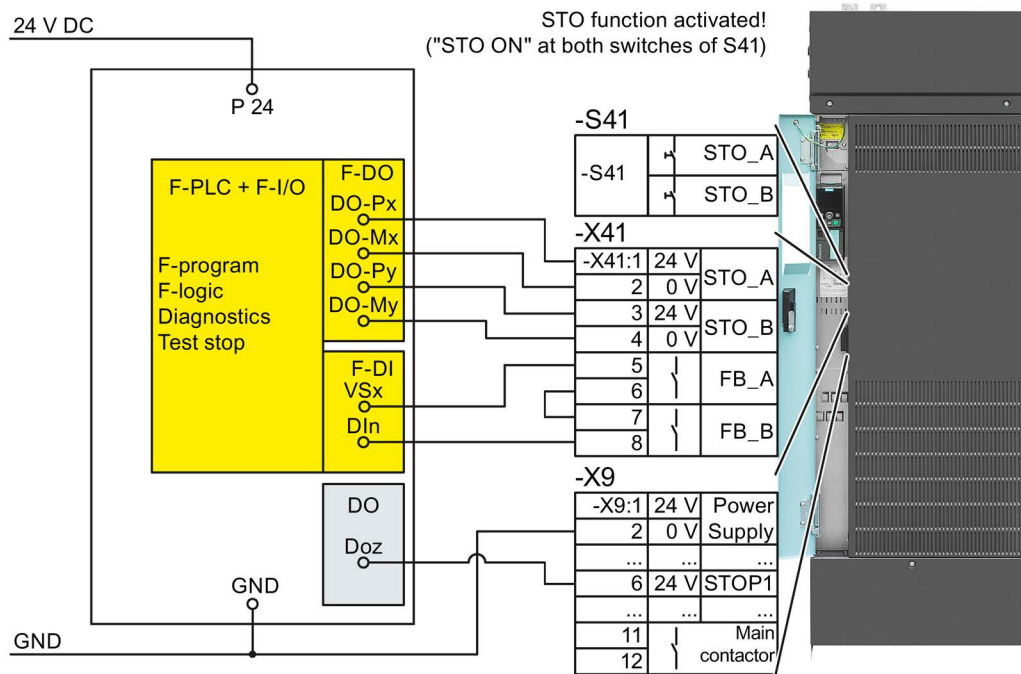 24 V DC
STO function activated!
("STO ON" at both switches of S41)
P 24
F-PLC + F-I/O
F-program
F-logic
Diagnostics
Test stop
F-DO
DO-Px
DO-Mx
DO-Py
DO-My
F-DI
VSx
DIn
DO
Doz
GND
GND
-S41
-S41
STO_A
STO_B
-X41
-X41:1 24 V
2 0 V
STO_A
3 24 V
4 0 V
STO_B
5
6
FB_A
7
8
FB_B
-X9
-X9:1 24 V Power
2 0 V Supply
... ... ...
6 24 V STOP1
... ... ...
11 Main
12 contactor